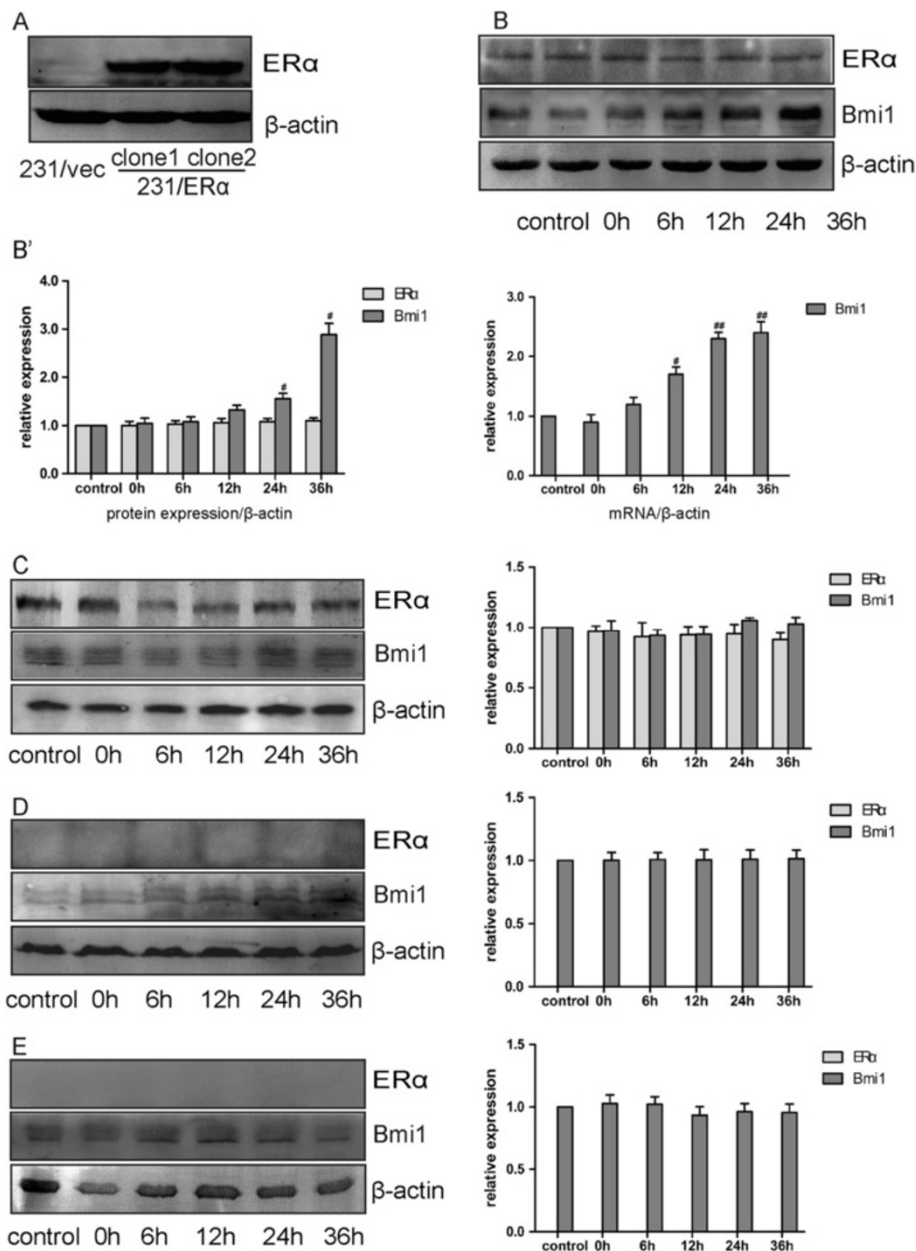 A
ERα
β-actin
231/vec clone1 clone2
231/ERα
B
ERα
Bmi1
β-actin
control 0h 6h 12h 24h 36h
B'
relative expression
4.0
3.0
2.0
1.0
0.0
control 0h 6h 12h 24h 36h
protein expression/β-actin
ERα
Bmi1
relative expression
3.0
2.0
1.0
0.0
control 0h 6h 12h 24h 36h
mRNA/β-actin
Bmi1
# # # ## ##
C
ERα
Bmi1
β-actin
control 0h 6h 12h 24h 36h
relative expression
1.5
1.0
0.5
0.0
control 0h 6h 12h 24h 36h
ERα
Bmi1
D
ERα
Bmi1
β-actin
control 0h 6h 12h 24h 36h
relative expression
1.5
1.0
0.5
0.0
control 0h 6h 12h 24h 36h
ERα
Bmi1
E
ERα
Bmi1
β-actin
control 0h 6h 12h 24h 36h
relative expression
1.5
1.0
0.5
0.0
control 0h 6h 12h 24h 36h
ERα
Bmi1